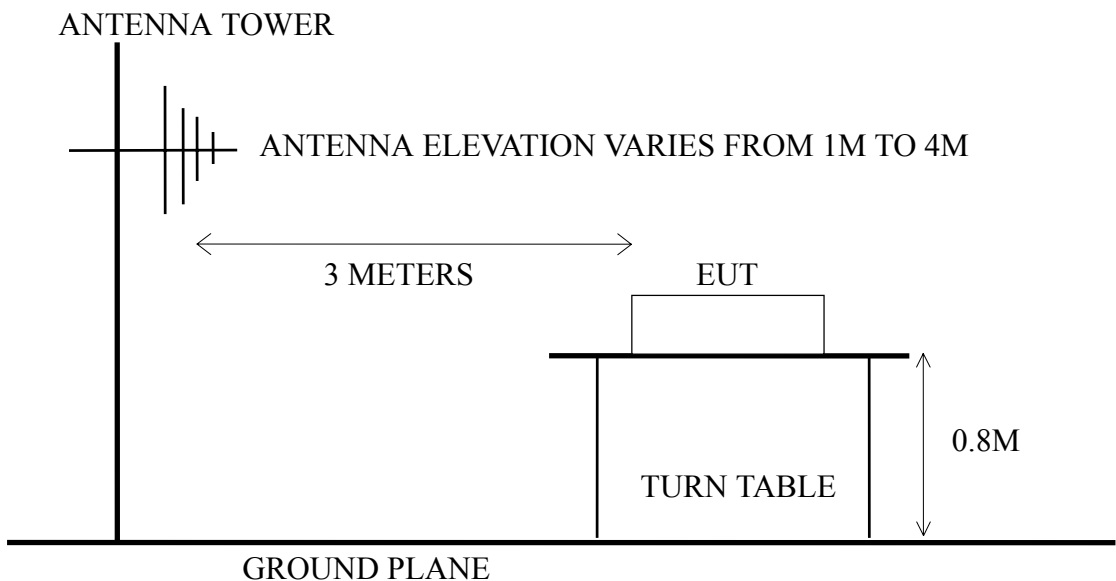 ANTENNA TOWER
ANTENNA ELEVATION VARIES FROM 1M TO 4M
3 METERS
EUT
0.8M
TURN TABLE
GROUND PLANE